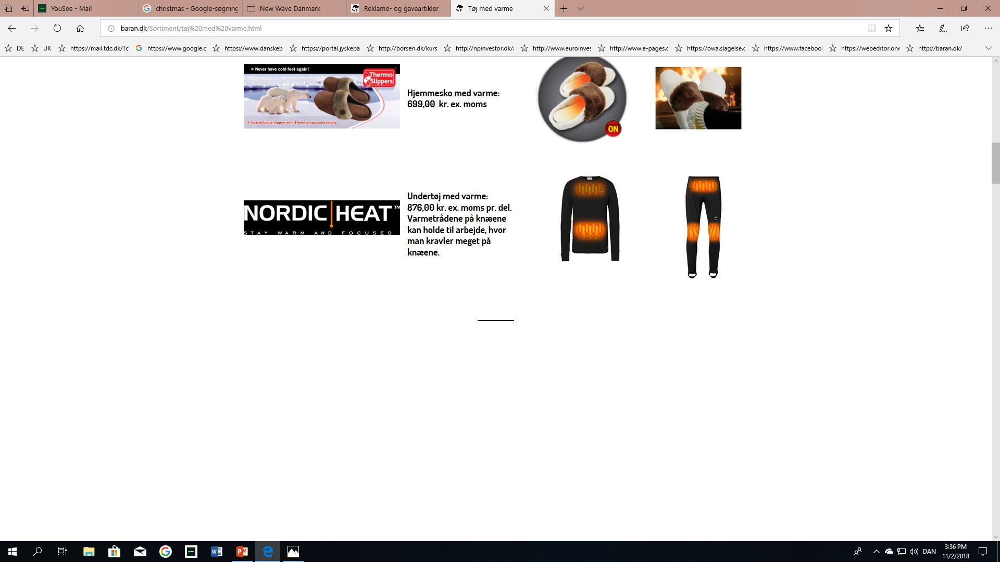 YouSee - Mail
christmas - Google-søgning
New Wave Danmark
Reklame- og gaveartikler
Tøj med varme
baran.dk/Sortiment/tøj%20med%20varme.html
DE
UK
https://mail.tdc.dk/?c
https://www.google.c
https://www.danskeb
https://portal.jyskeba
http://borsen.dk/kurs
http://npinvestor.dk/a
http://www.euroinves
http://www.e-pages.c
https://owa.slagelse.c
https://www.facebool
https://webeditor.one
http://baran.dk/
※ Never have cold feet again!
Thermo
Slippers
※ Heated house slippers with 3-level temperature setting
Hjemmesko med varme:
699,00 kr. ex. moms
ON
NORDIC HEAT™
STAY WARM AND FOCUSED
Undertøj med varme:
876,00 kr. ex. moms pr. del.
Varmetrådene på knæene
kan holde til arbejde, hvor
man kravler meget på
knæene.
DAN
3:36 PM
11/2/2018